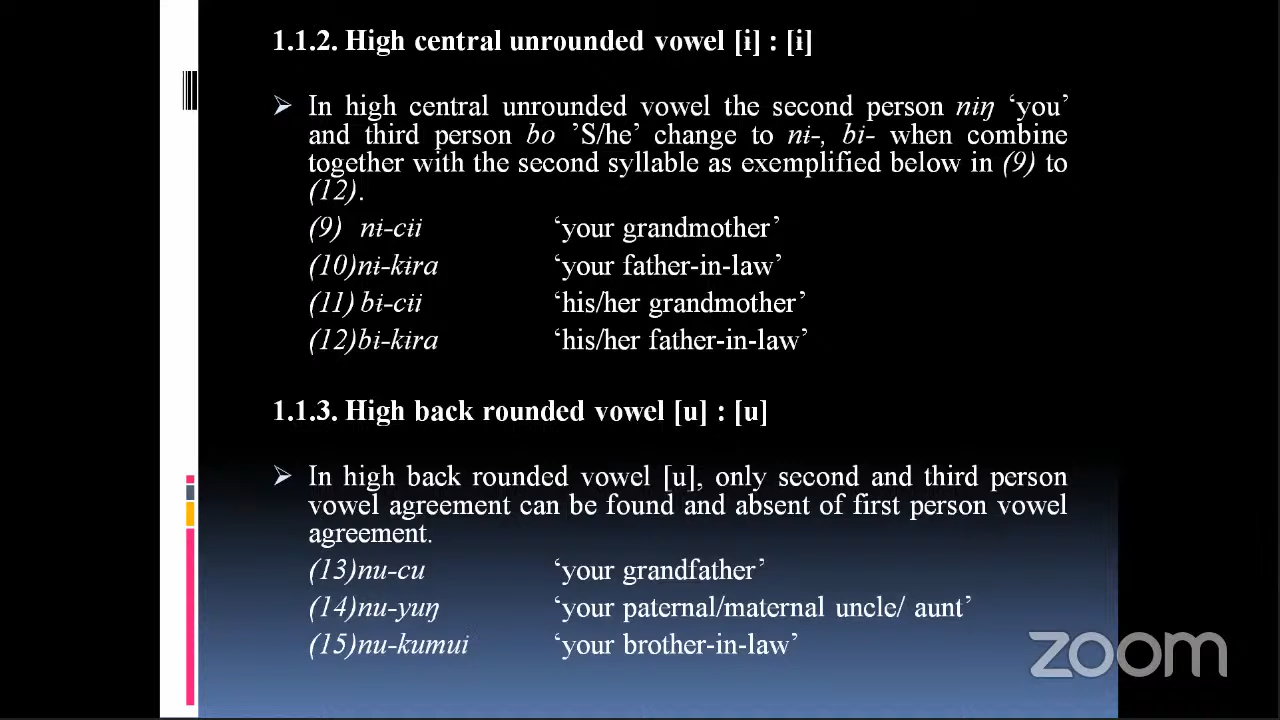 1.1.2. High central unrounded vowel [ɨ] : [ɨ]
➢ In high central unrounded vowel the second person niŋ ‘you’
and third person bo ’S/he’ change to nɨ-, bɨ- when combine
together with the second syllable as exemplified below in (9) to
(12).
(9) nɨ-cɨɨ ‘your grandmother’
(10)nɨ-kɨra ‘your father-in-law’
(11) bɨ-cɨɨ ‘his/her grandmother’
(12)bɨ-kɨra ‘his/her father-in-law’
1.1.3. High back rounded vowel [u] : [u]
➢ In high back rounded vowel [u], only second and third person
vowel agreement can be found and absent of first person vowel
agreement.
(13)nu-cu ‘your grandfather’
(14)nu-yuŋ ‘your paternal/maternal uncle/ aunt’
(15)nu-kumui ‘your brother-in-law’
zoom